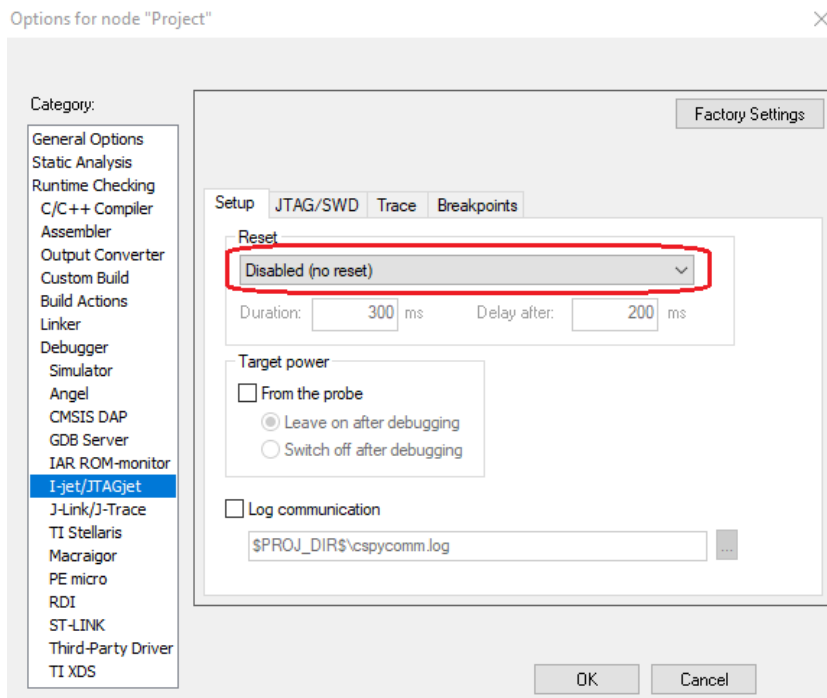 Options for node "Project"
Category:
General Options
Static Analysis
Runtime Checking
C/C++ Compiler
Assembler
Output Converter
Custom Build
Build Actions
Linker
Debugger
Simulator
Angel
CMSIS DAP
GDB Server
IAR ROM-monitor
I-jet/JTAGjet
J-Link/J-Trace
TI Stellaris
Macraigor
PE micro
RDI
ST-LINK
Third-Party Driver
TI XDS
Factory Settings
Setup JTAG/SWD Trace Breakpoints
Reset
Disabled (no reset)
Duration: 300 ms Delay after: 200 ms
Target power
From the probe
Leave on after debugging
Switch off after debugging
Log communication
$PROJ_DIR$\cspycomm.log ...
OK Cancel